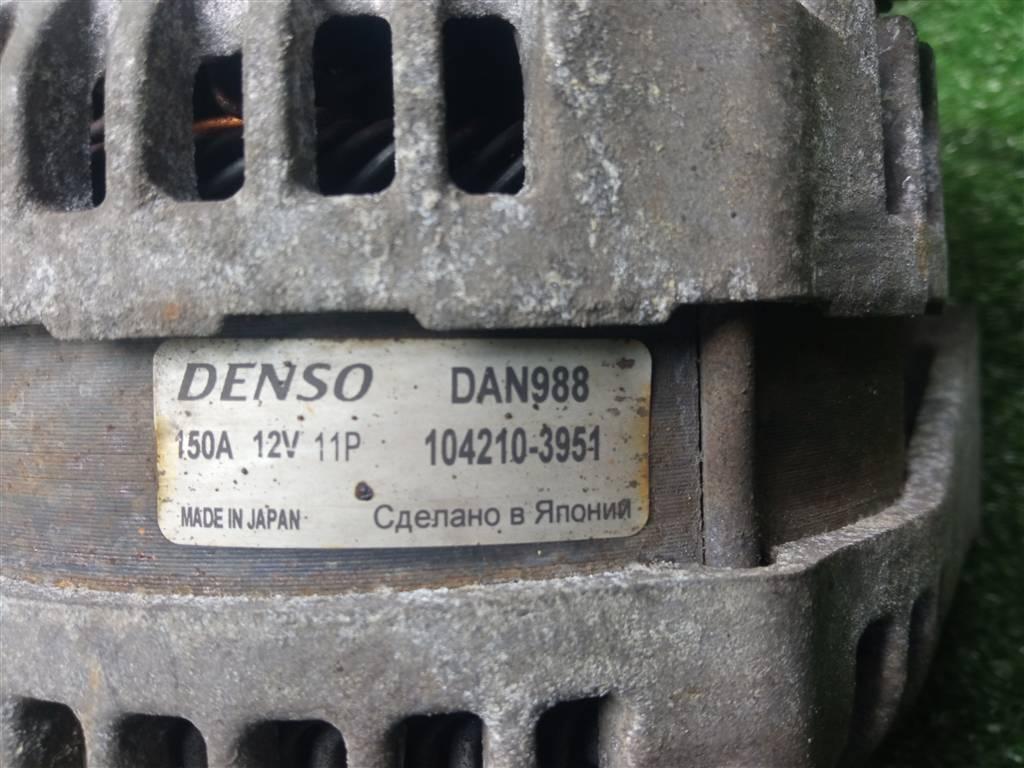 DENSO DAN988
150A 12V 11P 104210-3951
MADE IN JAPAN Сделано в Японии